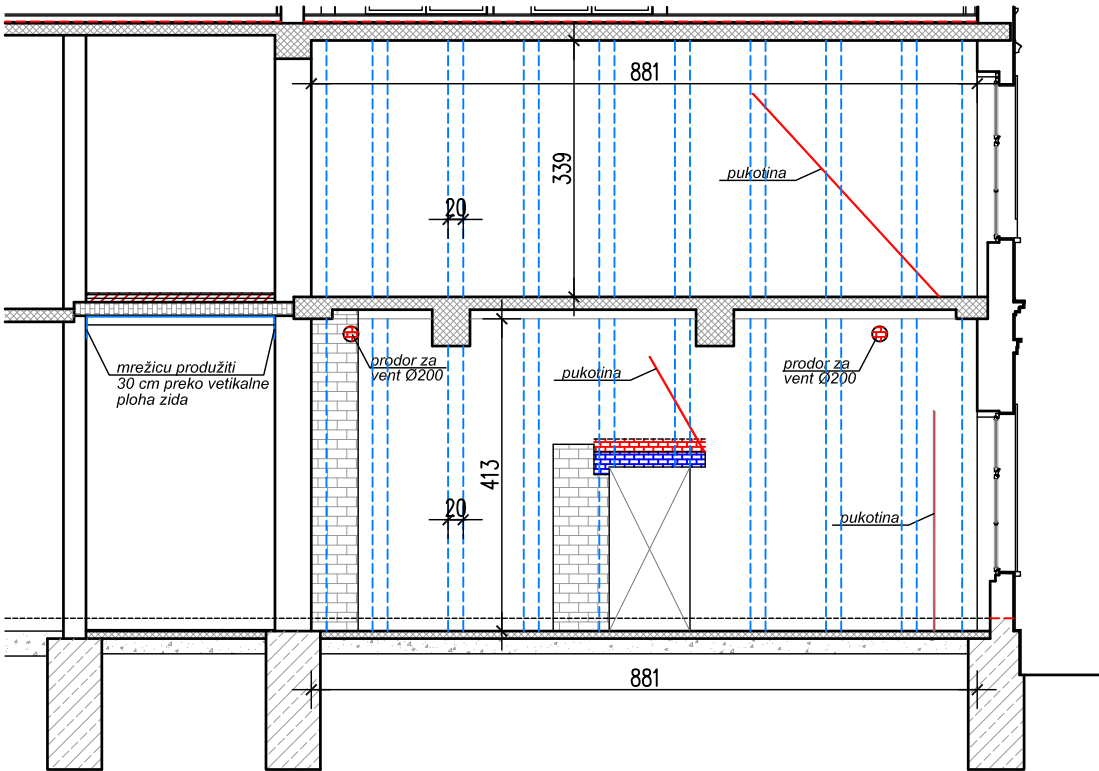 881
339
pukotina
20
prodor za
vent Ø200
prodor za
vent Ø200
mrežicu produžiti
30 cm preko vetikalne
ploha zida
pukotina
413
20
pukotina
881